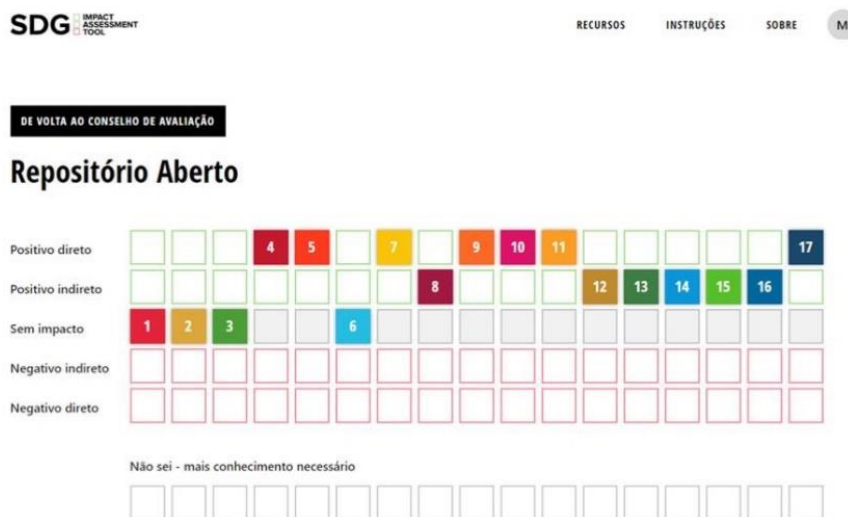 SDG IMPACT ASSESSMENT TOOL
RECURSOS INSTRUÇÕES SOBRE M
DE VOLTA AO CONSELHO DE AVALIAÇÃO
Repositório Aberto
Positivo direto 4 5 7 9 10 11 17
Positivo indireto 8 12 13 14 15 16
Sem impacto 1 2 3 6
Negativo indireto
Negativo direto
Não sei - mais conhecimento necessário